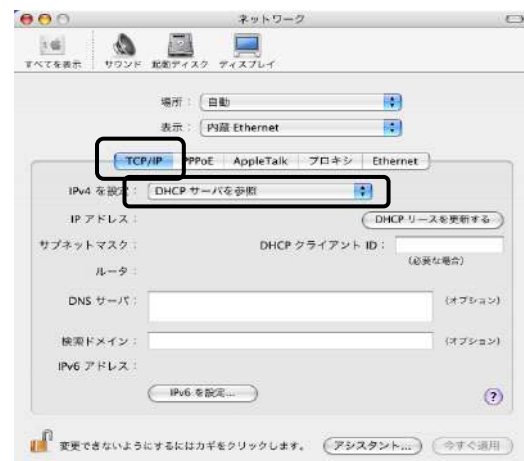 ネットワーク
すべてを表示 サウンド 起動ディスク ディスプレイ
場所： 自動
表示： 内蔵 Ethernet
TCP/IP PPPoE AppleTalk プロキシ Ethernet
IPv4 を設定： DHCP サーバを参照
IP アドレス： DHCP リースを更新する
サブネットマスク： DHCP クライアント ID：
(必要な場合)
ルータ：
DNS サーバ： (オプション)
検索ドメイン： (オプション)
IPv6 アドレス：
IPv6 を設定... ?
変更できないようにするにはカギをクリックします。 アシスタント... 今すぐ適用